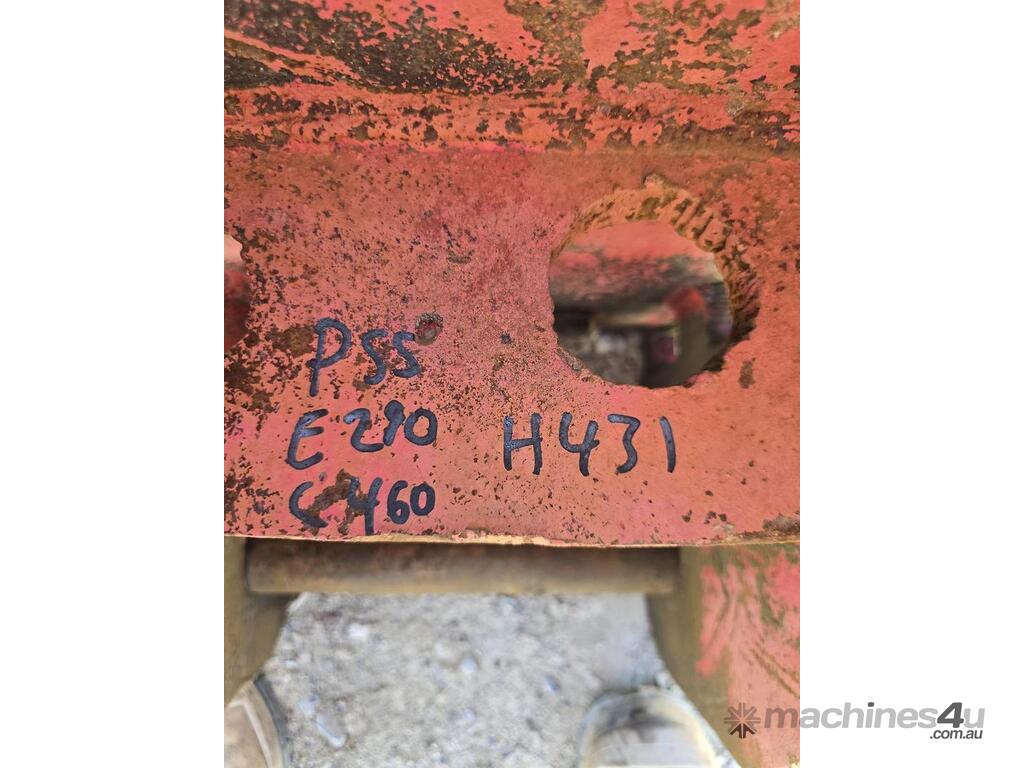 PSS
E290 H431
C460
machines4u
.com.au